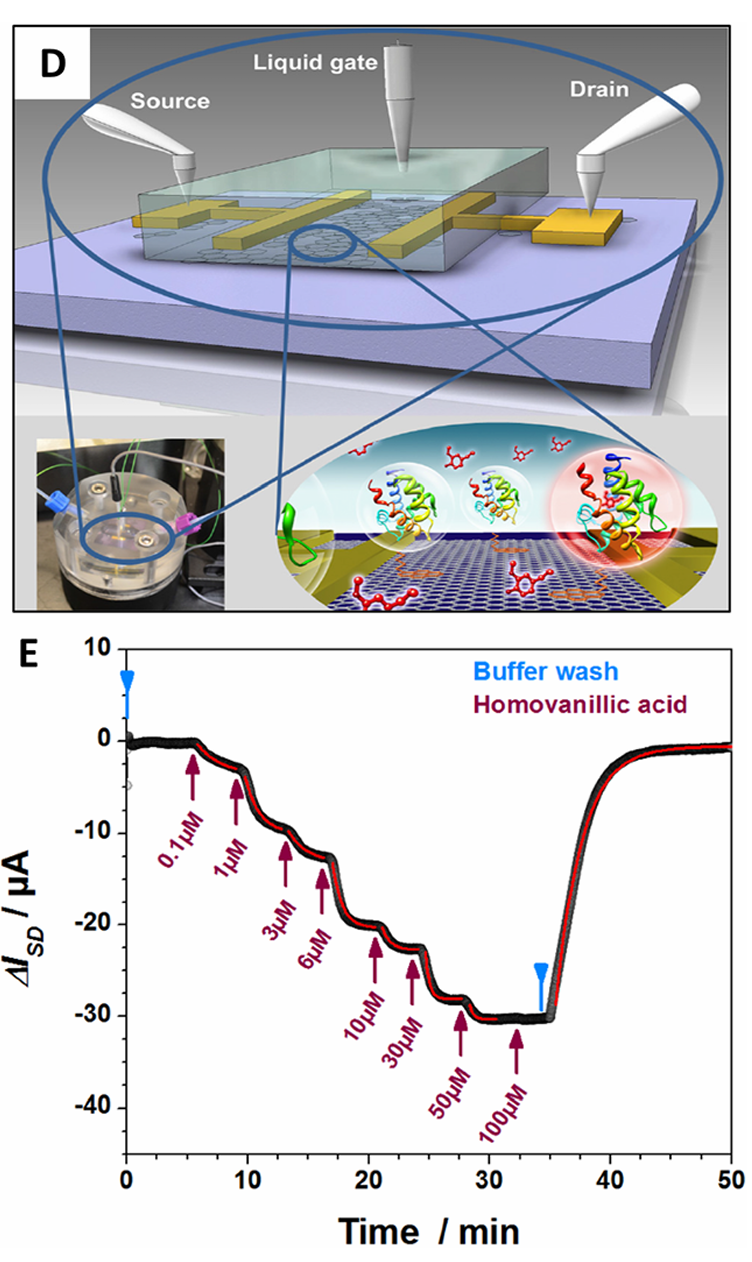 D
Liquid gate
Source
Drain
E
Buffer wash
Homovanillic acid
10
0
-10
-20
-30
-40
ΔI_SD / µA
0.1µM
1µM
3µM
6µM
10µM
30µM
50µM
100µM
0
10
20
30
40
50
Time / min